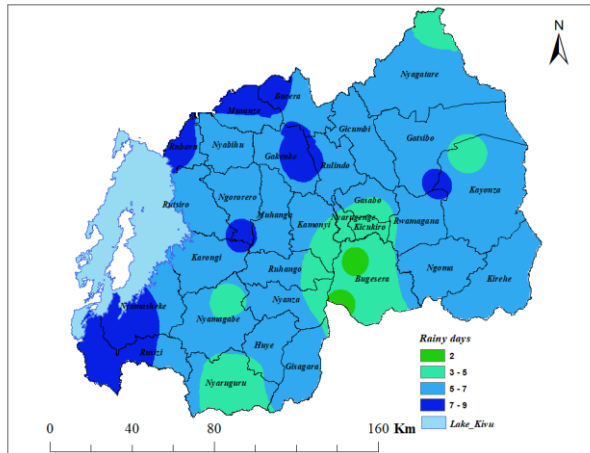 N
Nyagatare
Burera
Musanze
Gicumbi
Gatsibo
Rubavu
Nyabihu
Gakenke
Rulindo
Kayonza
Gasabo
Rutsiro
Ngororero
Muhanga
Kamonyi
Nyarugenge
Kicukiro
Rwamagana
Karongi
Ruhango
Bugesera
Ngoma
Kirehe
Nyamasheke
Nyamagabe
Nyanza
Rusizi
Huye
Gisagara
Nyaruguru
Rainy days
2
3 - 5
5 - 7
7 - 9
Lake_Kivu
0 40 80 160 Km